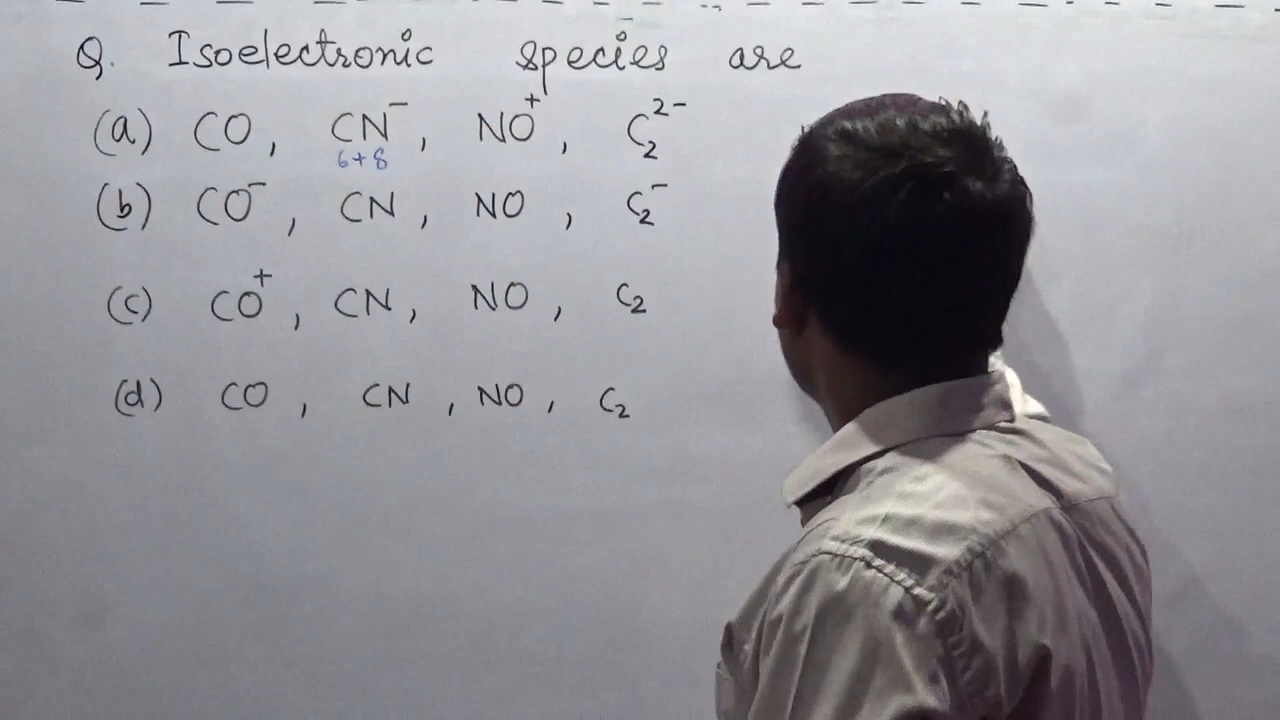 Q. Isoelectronic species are
(a) CO, CN⁻, NO⁺, C₂²⁻
6+8
(b) CO⁻, CN, NO, C₂⁻
(c) CO⁺, CN, NO, C₂
(d) CO, CN, NO, C₂